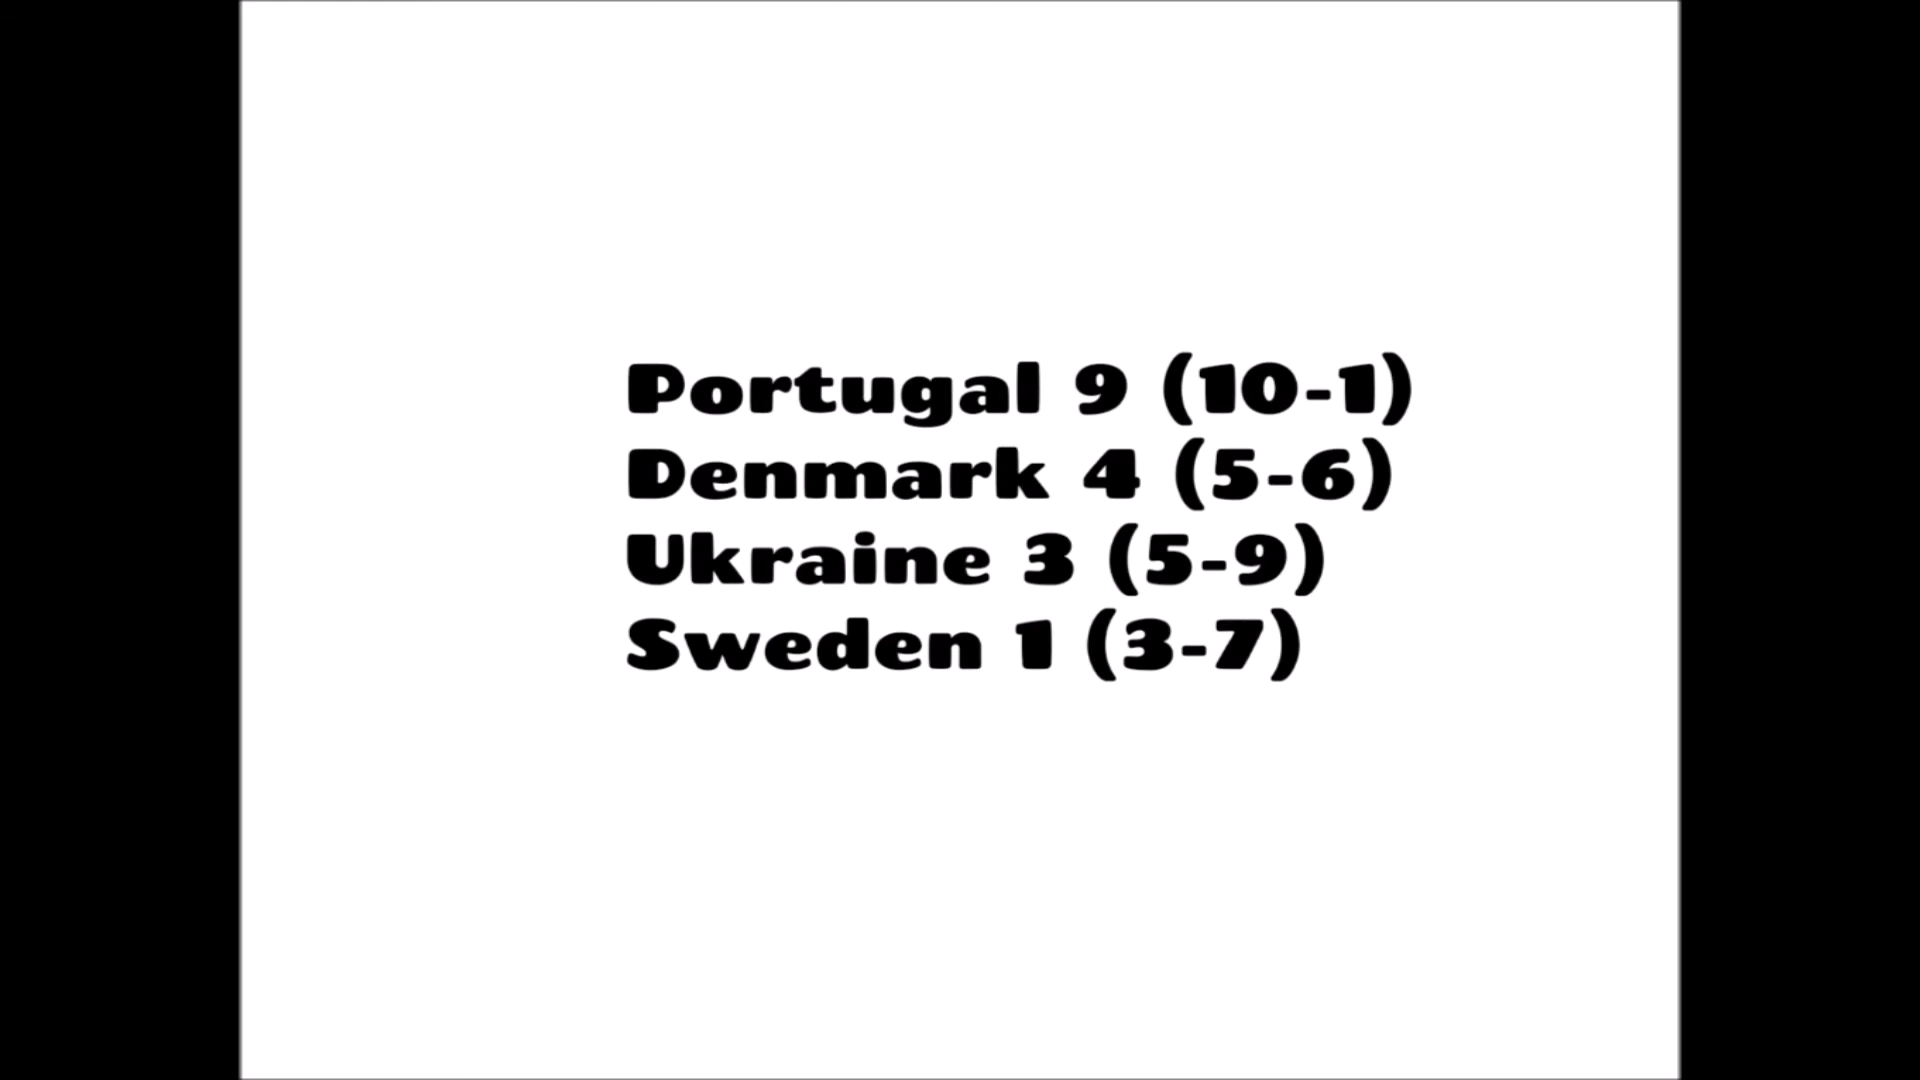 Portugal 9 (10-1)
Denmark 4 (5-6)
Ukraine 3 (5-9)
Sweden 1 (3-7)